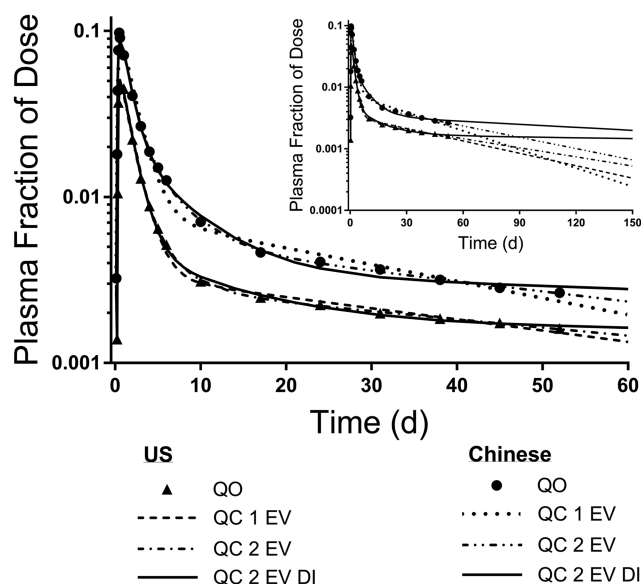 Plasma Fraction of Dose
0.1
0.01
0.001
0 10 20 30 40 50 60
Time (d)
Plasma Fraction of Dose
0.1
0.01
0.001
0.0001
0 30 60 90 120 150
Time (d)
US
QO
QC 1 EV
QC 2 EV
QC 2 EV DI
Chinese
QO
QC 1 EV
QC 2 EV
QC 2 EV DI